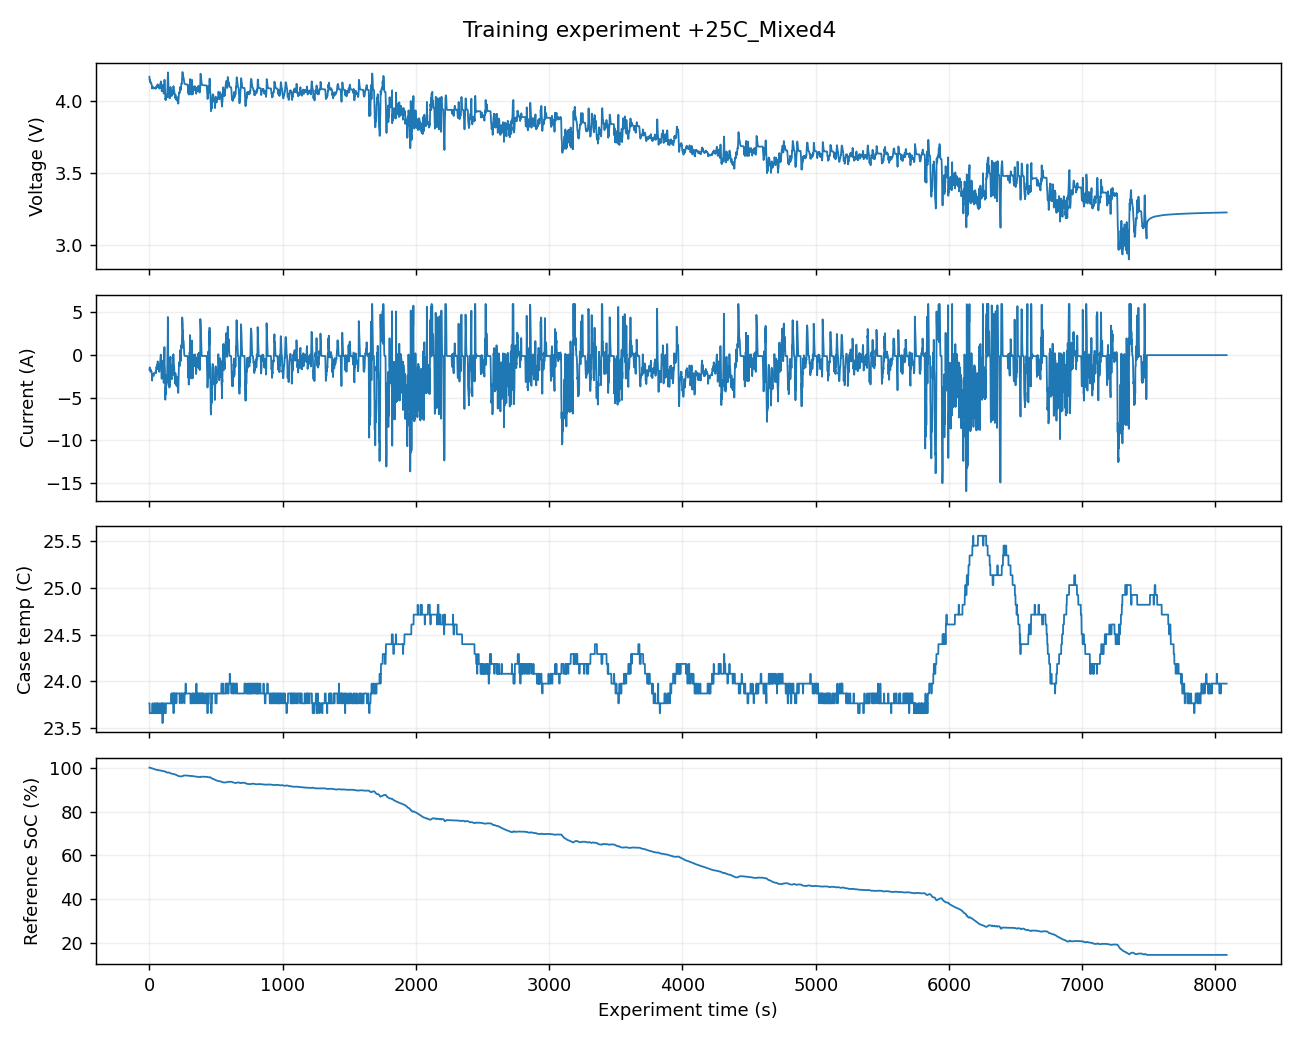 Training experiment +25C_Mixed4
Voltage (V)
4.0
3.5
3.0
Current (A)
5
0
−5
−10
−15
Case temp (C)
25.5
25.0
24.5
24.0
23.5
Reference SoC (%)
100
80
60
40
20
0 1000 2000 3000 4000 5000 6000 7000 8000
Experiment time (s)